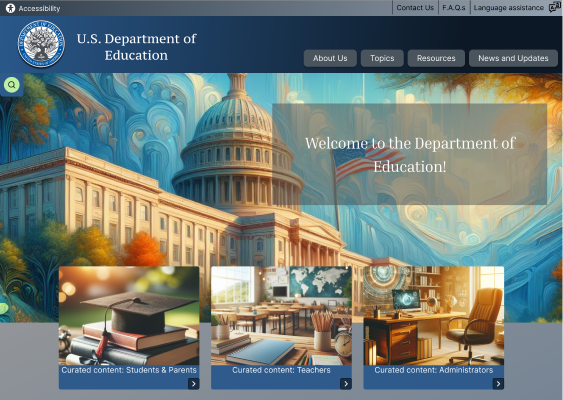 Accessibility
Contact Us
F.A.Q.s
Language assistance
U.S. Department of
Education
About Us
Topics
Resources
News and Updates
Welcome to the Department of
Education!
Curated content: Students & Parents
Curated content: Teachers
Curated content: Administrators